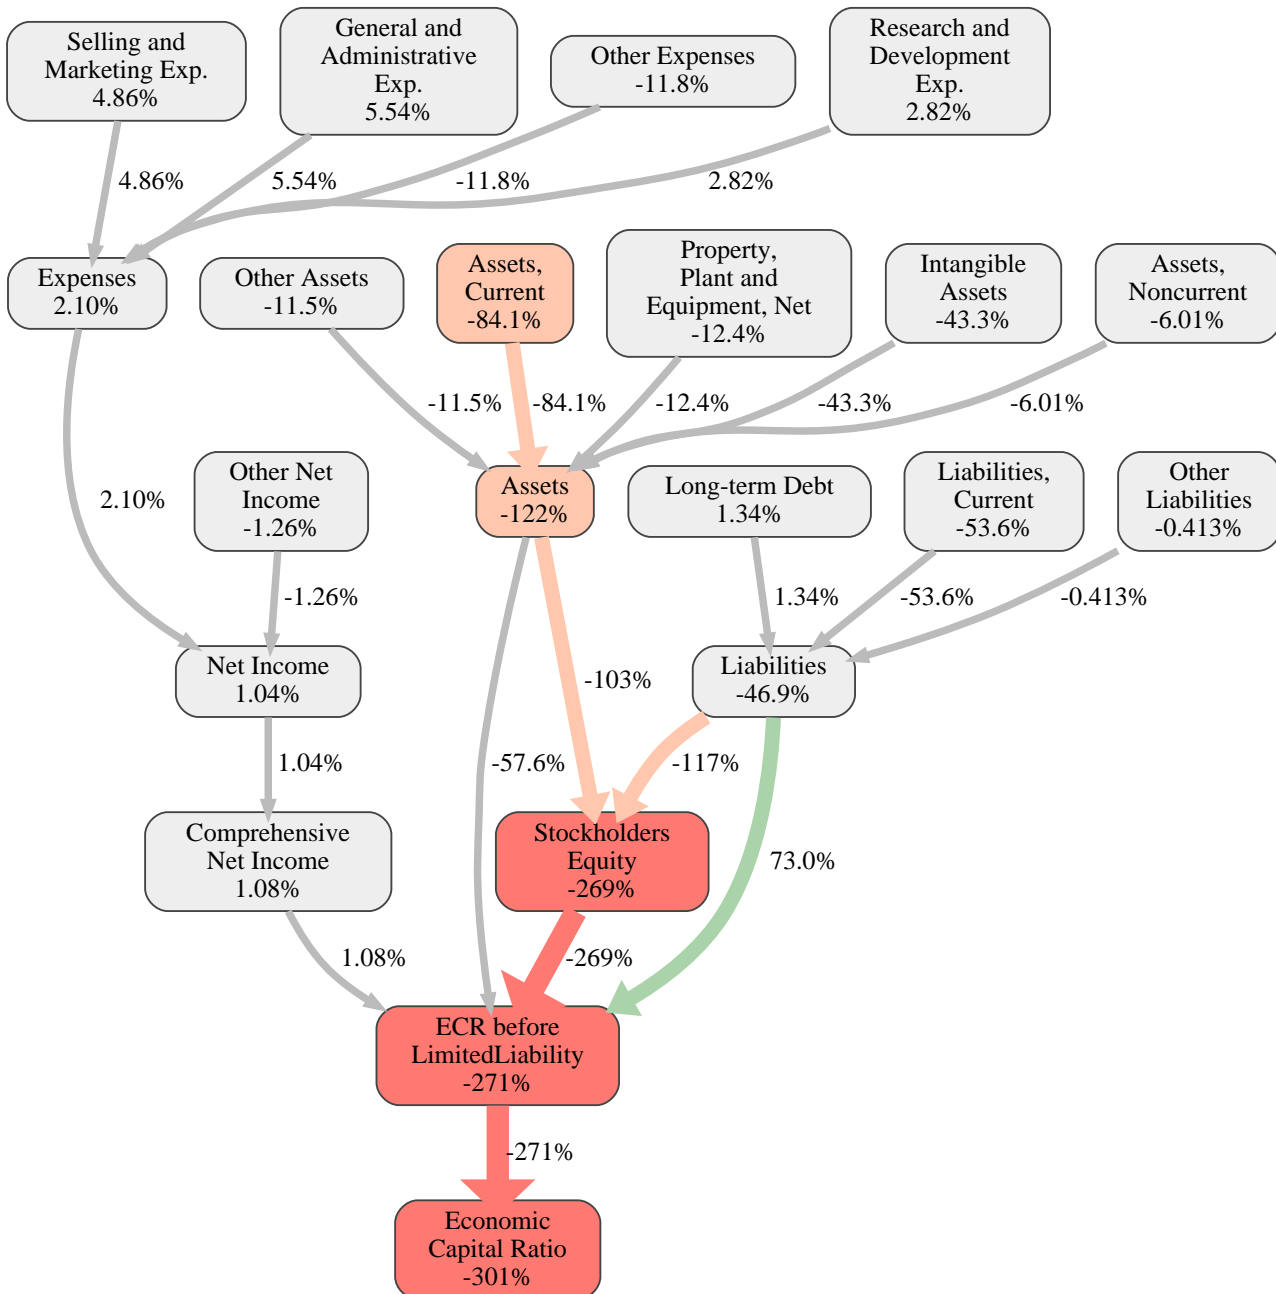 Selling and
Marketing Exp.
4.86%
General and
Administrative
Exp.
5.54%
Other Expenses
-11.8%
Research and
Development
Exp.
2.82%
4.86%
5.54%
-11.8%
2.82%
Expenses
2.10%
Other Assets
-11.5%
Assets,
Current
-84.1%
Property,
Plant and
Equipment, Net
-12.4%
Intangible
Assets
-43.3%
Assets,
Noncurrent
-6.01%
-11.5%
-84.1%
-12.4%
-43.3%
-6.01%
2.10%
Other Net
Income
-1.26%
Assets
-122%
Long-term Debt
1.34%
Liabilities,
Current
-53.6%
Other
Liabilities
-0.413%
-1.26%
1.34%
-53.6%
-0.413%
Net Income
1.04%
-103%
Liabilities
-46.9%
1.04%
-57.6%
-117%
73.0%
Comprehensive
Net Income
1.08%
Stockholders
Equity
-269%
1.08%
-269%
ECR before
LimitedLiability
-271%
-271%
Economic
Capital Ratio
-301%